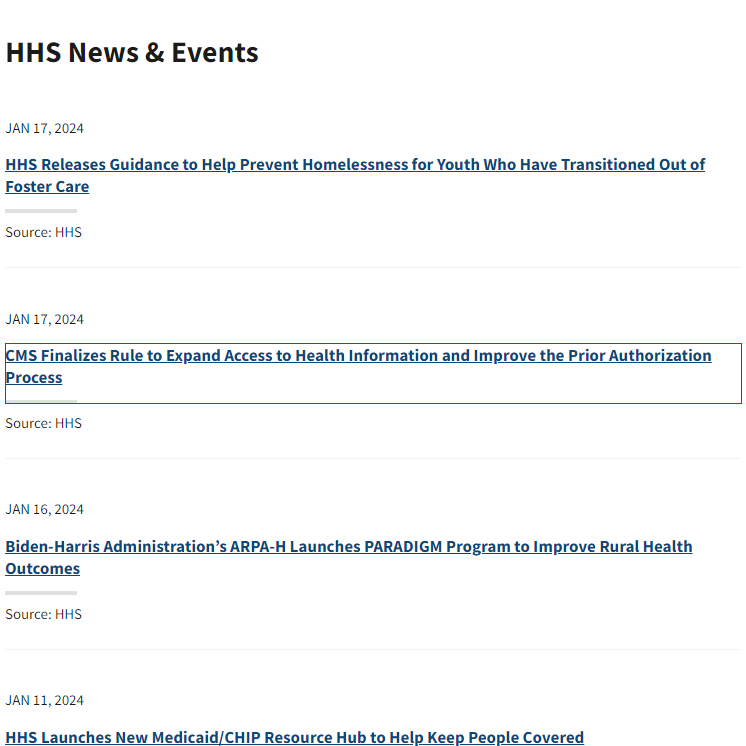 HHS News & Events
JAN 17, 2024
HHS Releases Guidance to Help Prevent Homelessness for Youth Who Have Transitioned Out of
Foster Care
Source: HHS
JAN 17, 2024
CMS Finalizes Rule to Expand Access to Health Information and Improve the Prior Authorization
Process
Source: HHS
JAN 16, 2024
Biden-Harris Administration’s ARPA-H Launches PARADIGM Program to Improve Rural Health
Outcomes
Source: HHS
JAN 11, 2024
HHS Launches New Medicaid/CHIP Resource Hub to Help Keep People Covered